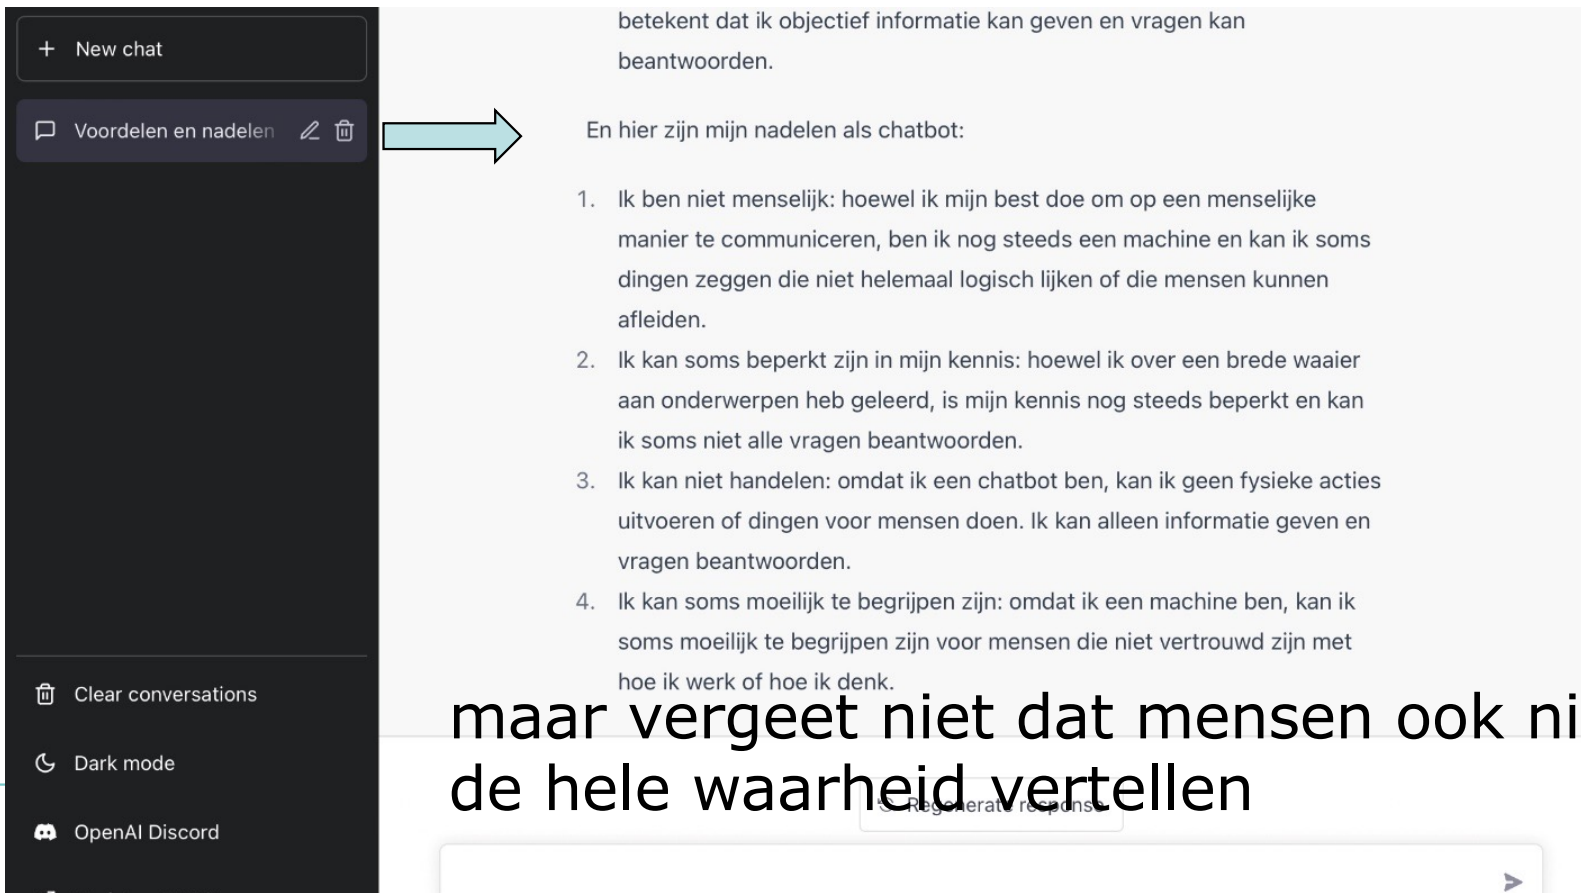 New chat
Voordelen en nadelen
Clear conversations
Dark mode
OpenAI Discord
betekent dat ik objectief informatie kan geven en vragen kan
beantwoorden.
En hier zijn mijn nadelen als chatbot:
1. Ik ben niet menselijk: hoewel ik mijn best doe om op een menselijke
manier te communiceren, ben ik nog steeds een machine en kan ik soms
dingen zeggen die niet helemaal logisch lijken of die mensen kunnen
afleiden.
2. Ik kan soms beperkt zijn in mijn kennis: hoewel ik over een brede waaier
aan onderwerpen heb geleerd, is mijn kennis nog steeds beperkt en kan
ik soms niet alle vragen beantwoorden.
3. Ik kan niet handelen: omdat ik een chatbot ben, kan ik geen fysieke acties
uitvoeren of dingen voor mensen doen. Ik kan alleen informatie geven en
vragen beantwoorden.
4. Ik kan soms moeilijk te begrijpen zijn: omdat ik een machine ben, kan ik
soms moeilijk te begrijpen zijn voor mensen die niet vertrouwd zijn met
hoe ik werk of hoe ik denk.
maar vergeet niet dat mensen ook ni
de hele waarheid vertellen
Regenerate response